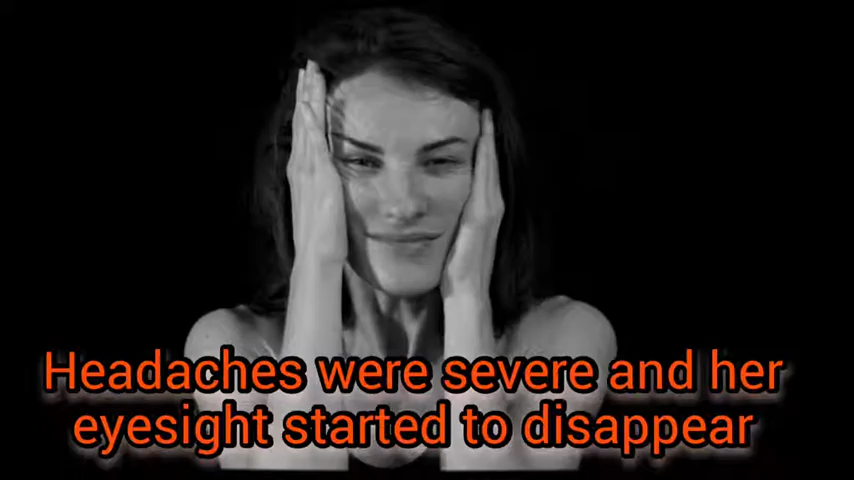 Headaches were severe and her
eyesight started to disappear